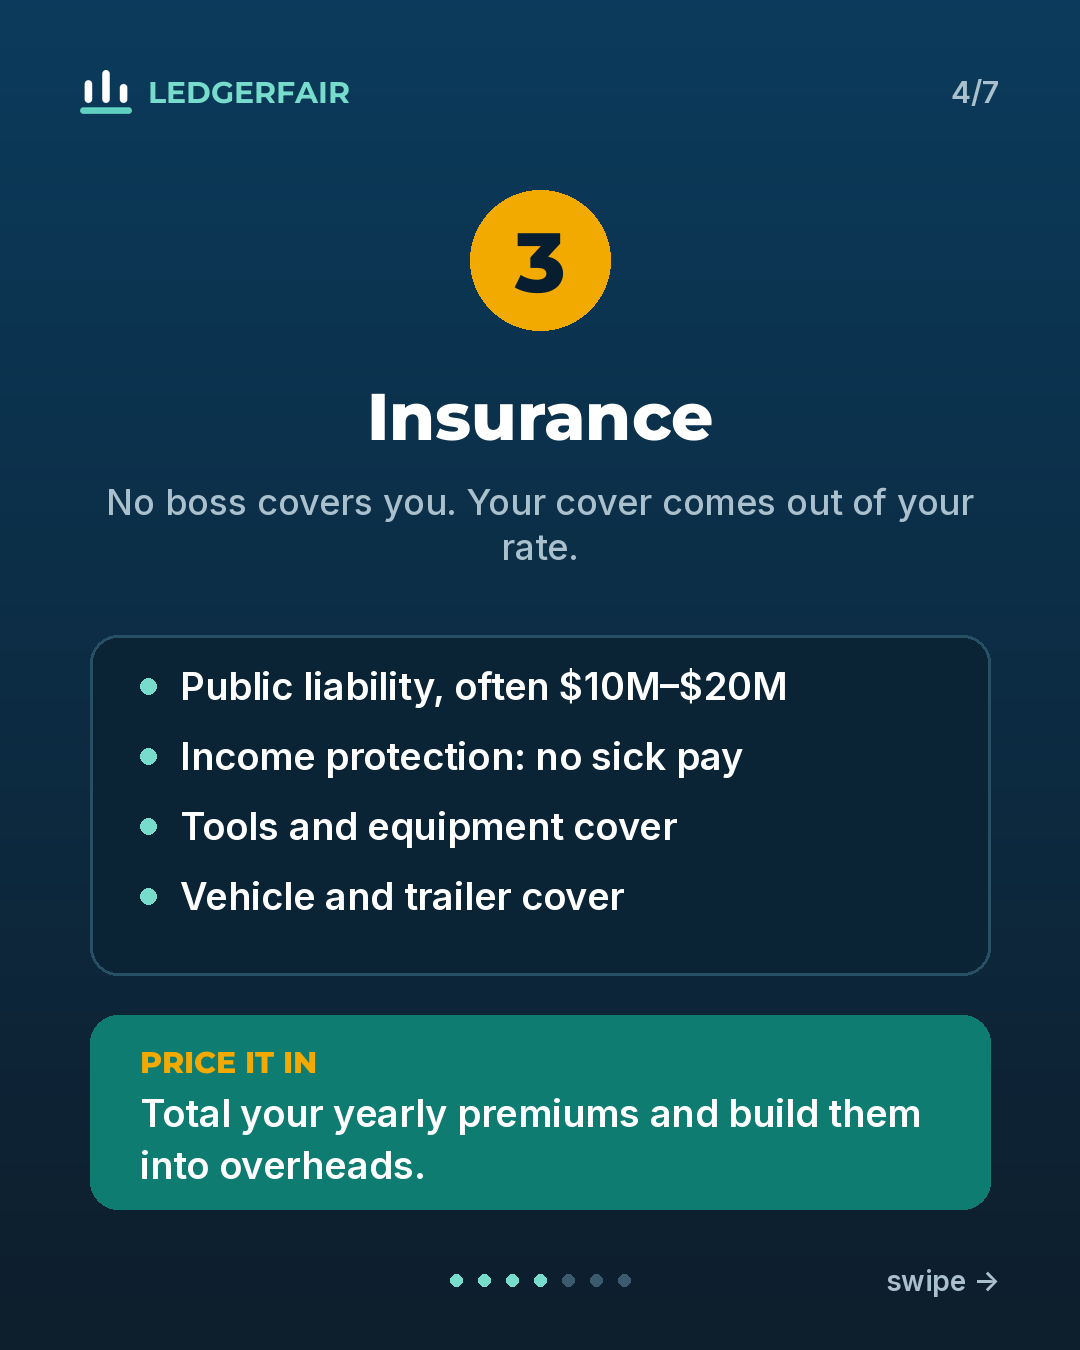 LEDGERFAIR
4/7
3
Insurance
No boss covers you. Your cover comes out of your
rate.
Public liability, often $10M–$20M
Income protection: no sick pay
Tools and equipment cover
Vehicle and trailer cover
PRICE IT IN
Total your yearly premiums and build them
into overheads.
swipe →